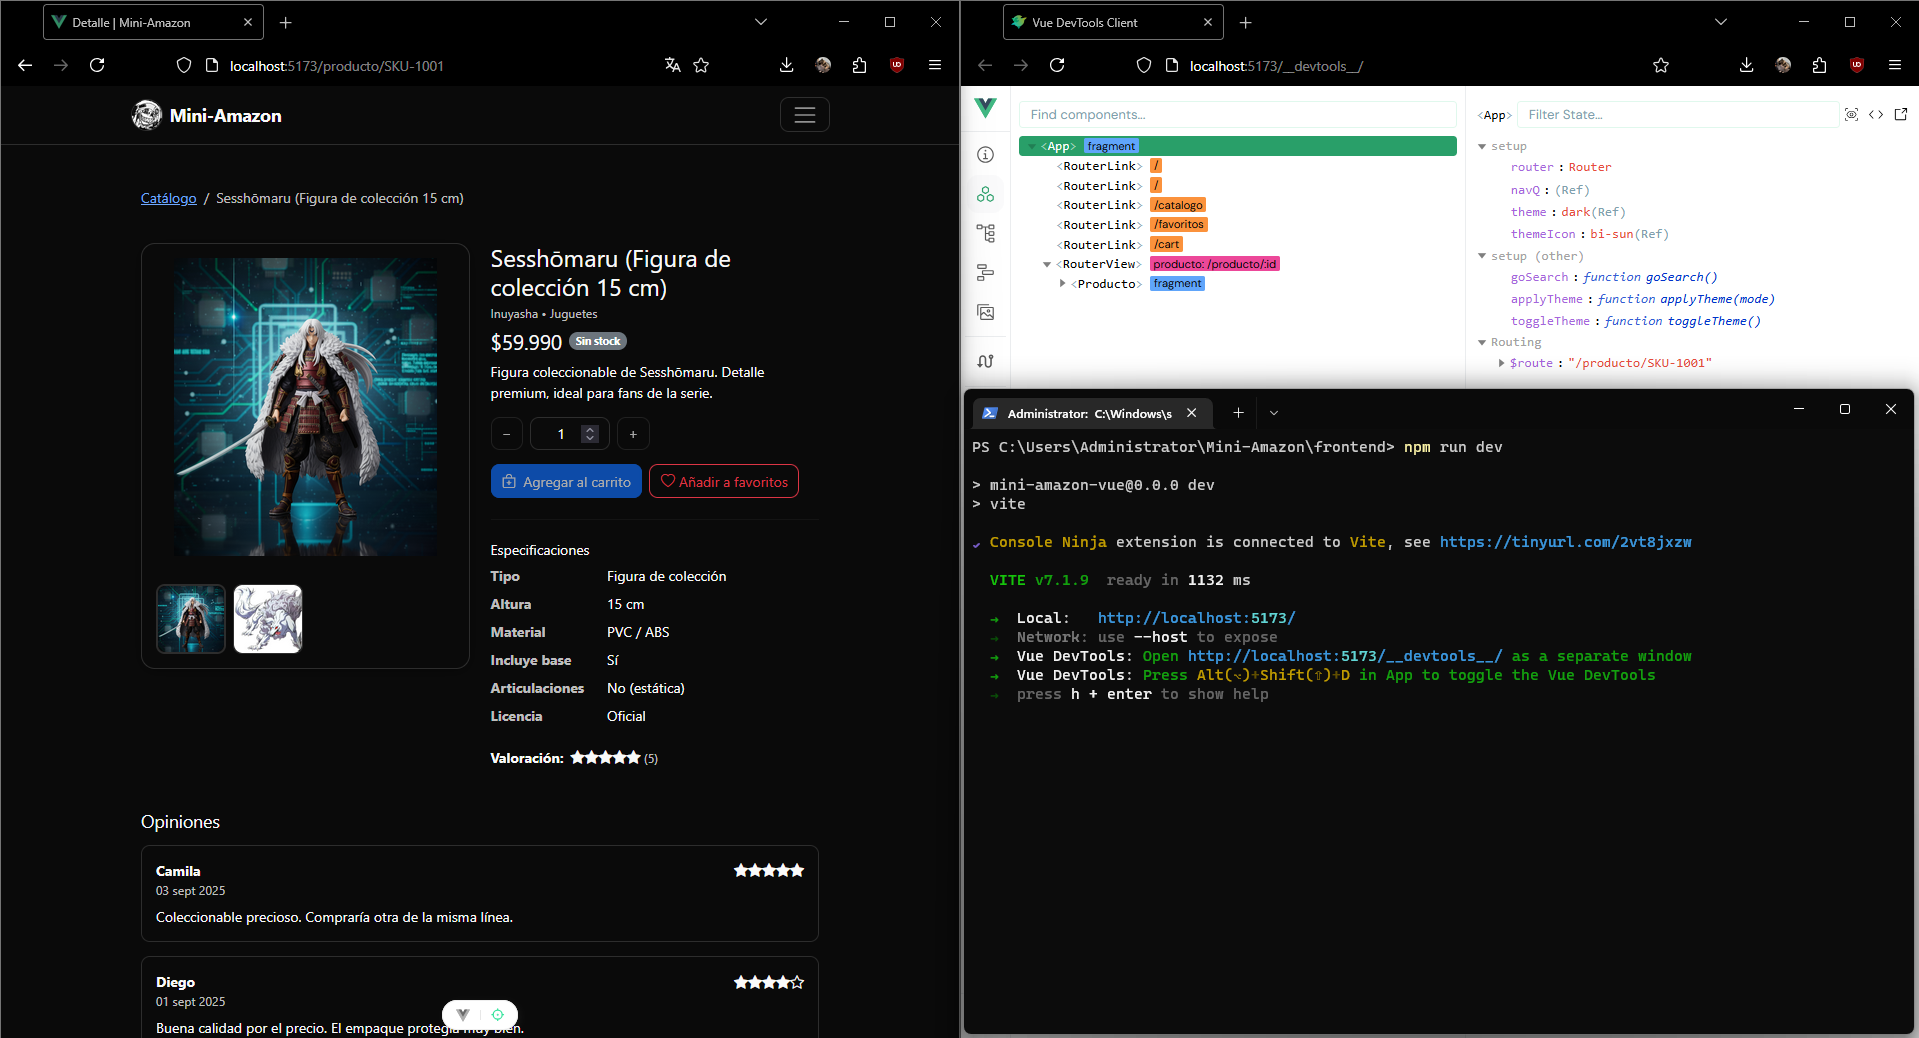 Detalle | Mini-Amazon
localhost:5173/producto/SKU-1001
Mini-Amazon
Catálogo / Sesshōmaru (Figura de colección 15 cm)
Sesshōmaru (Figura de
colección 15 cm)
Inuyasha • Juguetes
$59.990 Sin stock
Figura coleccionable de Sesshōmaru. Detalle
premium, ideal para fans de la serie.
− 1 +
Agregar al carrito
Añadir a favoritos
Especificaciones
Tipo Figura de colección
Altura 15 cm
Material PVC / ABS
Incluye base Sí
Articulaciones No (estática)
Licencia Oficial
Valoración: ★★★★★ (5)
Opiniones
Camila ★★★★★
03 sept 2025
Coleccionable precioso. Compraría otra de la misma línea.
Diego ★★★★☆
01 sept 2025
Buena calidad por el precio. El empaque protegía muy bien.
Vue DevTools Client
localhost:5173/__devtools__/
Find components...
<App> fragment
<RouterLink> /
<RouterLink> /
<RouterLink> /catalogo
<RouterLink> /favoritos
<RouterLink> /cart
<RouterView> producto: /producto/:id
<Producto> fragment
<App> Filter State...
setup
router : Router
navQ : (Ref)
theme : dark(Ref)
themeIcon : bi-sun(Ref)
setup (other)
goSearch : function goSearch()
applyTheme : function applyTheme(mode)
toggleTheme : function toggleTheme()
Routing
$route : "/producto/SKU-1001"
Administrator: C:\Windows\s
PS C:\Users\Administrator\Mini-Amazon\frontend> npm run dev
> mini-amazon-vue@0.0.0 dev
> vite
Console Ninja extension is connected to Vite, see https://tinyurl.com/2vt8jxzw
VITE v7.1.9 ready in 1132 ms
➜ Local: http://localhost:5173/
➜ Network: use --host to expose
➜ Vue DevTools: Open http://localhost:5173/__devtools__/ as a separate window
➜ Vue DevTools: Press Alt(⌥)+Shift(⇧)+D in App to toggle the Vue DevTools
➜ press h + enter to show help